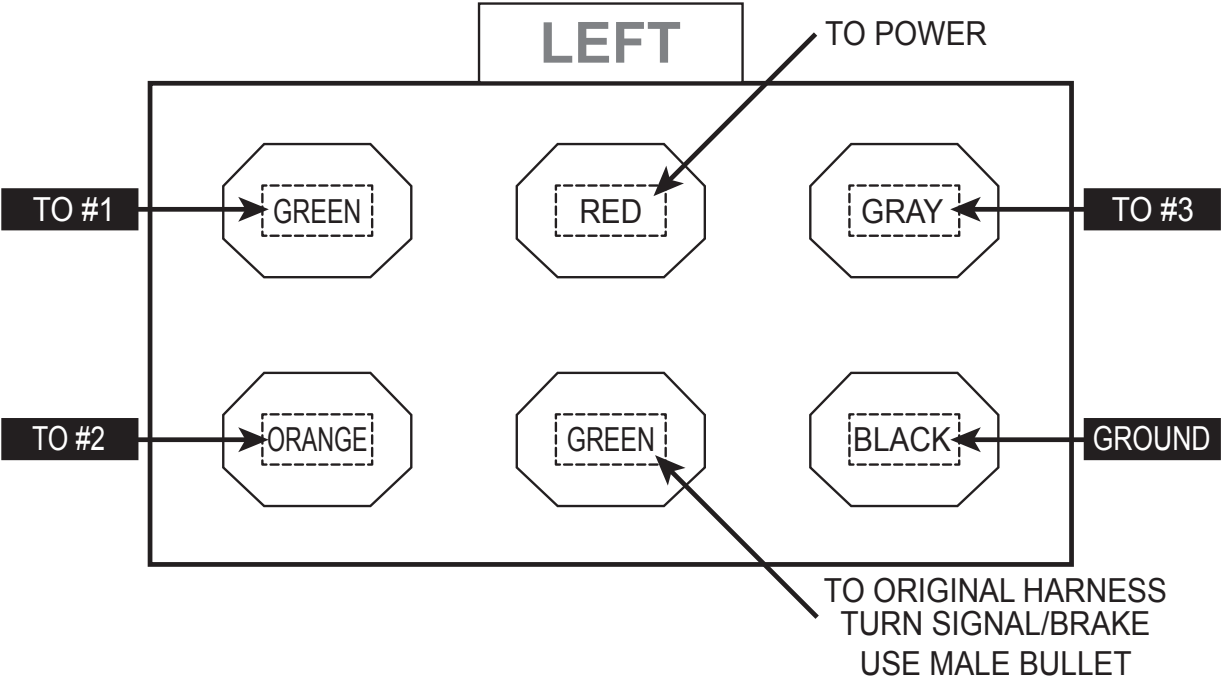 LEFT
TO POWER
TO #1
GREEN
RED
GRAY
TO #3
TO #2
ORANGE
GREEN
BLACK
GROUND
TO ORIGINAL HARNESS
TURN SIGNAL/BRAKE
USE MALE BULLET